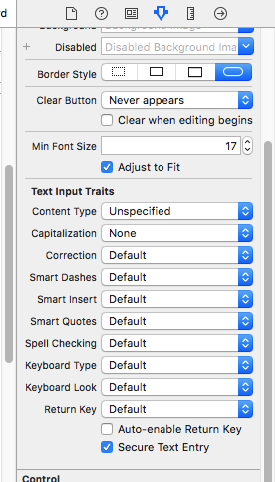 Disabled Disabled Background Ima
Border Style
Clear Button Never appears
Clear when editing begins
Min Font Size 17
Adjust to Fit
Text Input Traits
Content Type Unspecified
Capitalization None
Correction Default
Smart Dashes Default
Smart Insert Default
Smart Quotes Default
Spell Checking Default
Keyboard Type Default
Keyboard Look Default
Return Key Default
Auto-enable Return Key
Secure Text Entry
Control